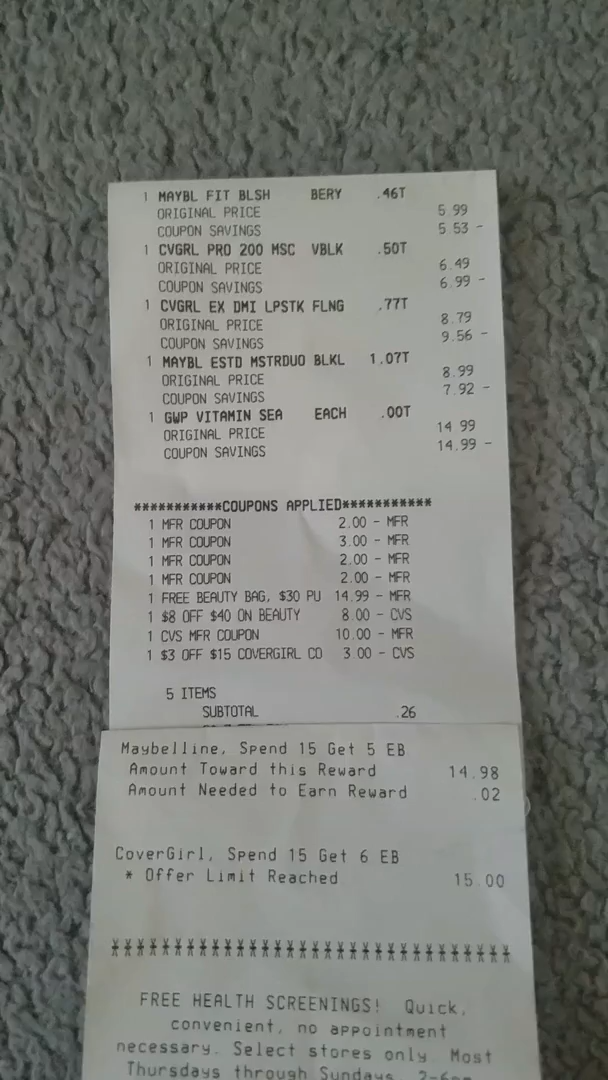 1 MAYBL FIT BLSH BERY .46T
ORIGINAL PRICE 5.99
COUPON SAVINGS 5.53 -
1 CVGRL PRO 200 MSC VBLK .50T
ORIGINAL PRICE 6.49
COUPON SAVINGS 6.99 -
1 CVGRL EX DMI LPSTK FLNG .77T
ORIGINAL PRICE 8.79
COUPON SAVINGS 9.56 -
1 MAYBL ESTD MSTRDUO BLKL 1.07T
ORIGINAL PRICE 8.99
COUPON SAVINGS 7.92 -
1 GWP VITAMIN SEA EACH .00T
ORIGINAL PRICE 14.99
COUPON SAVINGS 14.99 -
***********COUPONS APPLIED***********
1 MFR COUPON 2.00 - MFR
1 MFR COUPON 3.00 - MFR
1 MFR COUPON 2.00 - MFR
1 MFR COUPON 2.00 - MFR
1 FREE BEAUTY BAG, $30 PU 14.99 - MFR
1 $8 OFF $40 ON BEAUTY 8.00 - CVS
1 CVS MFR COUPON 10.00 - MFR
1 $3 OFF $15 COVERGIRL CO 3.00 - CVS
5 ITEMS
SUBTOTAL .26
Maybelline, Spend 15 Get 5 EB
Amount Toward this Reward 14.98
Amount Needed to Earn Reward .02
CoverGirl, Spend 15 Get 6 EB
* Offer Limit Reached 15.00
FREE HEALTH SCREENINGS! Quick,
convenient, no appointment
necessary. Select stores only. Most
Thursdays through Sundays, 2-6pm